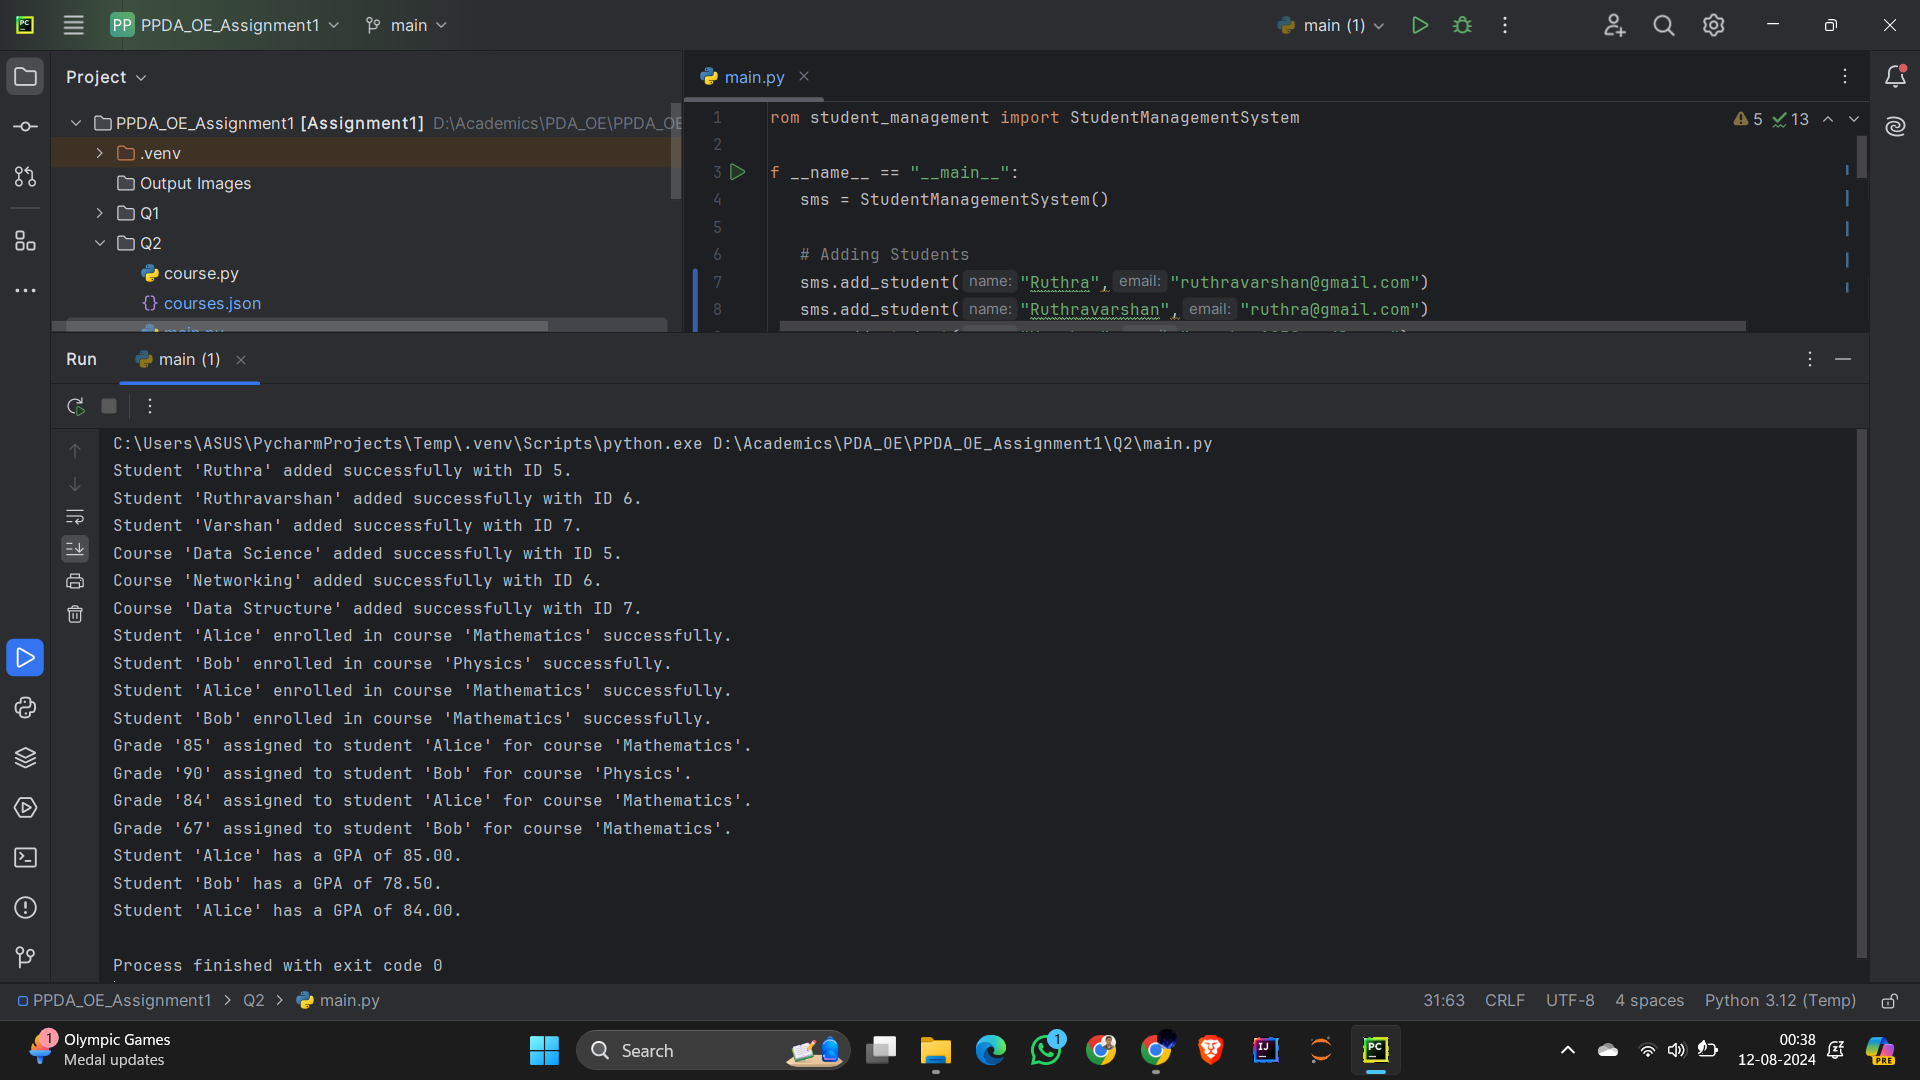 PP PPDA_OE_Assignment1 main main (1)
Project
main.py
PPDA_OE_Assignment1 [Assignment1] D:\Academics\PDA_OE\PPDA_OE
.venv
Output Images
Q1
Q2
course.py
courses.json
main.py
1 rom student_management import StudentManagementSystem
5 13
2
3 f __name__ == "__main__":
4 sms = StudentManagementSystem()
5
6 # Adding Students
7 sms.add_student( name: "Ruthra", email: "ruthravarshan@gmail.com")
8 sms.add_student( name: "Ruthravarshan", email: "ruthra@gmail.com")
Run main (1)
C:\Users\ASUS\PycharmProjects\Temp\.venv\Scripts\python.exe D:\Academics\PDA_OE\PPDA_OE_Assignment1\Q2\main.py
Student 'Ruthra' added successfully with ID 5.
Student 'Ruthravarshan' added successfully with ID 6.
Student 'Varshan' added successfully with ID 7.
Course 'Data Science' added successfully with ID 5.
Course 'Networking' added successfully with ID 6.
Course 'Data Structure' added successfully with ID 7.
Student 'Alice' enrolled in course 'Mathematics' successfully.
Student 'Bob' enrolled in course 'Physics' successfully.
Student 'Alice' enrolled in course 'Mathematics' successfully.
Student 'Bob' enrolled in course 'Mathematics' successfully.
Grade '85' assigned to student 'Alice' for course 'Mathematics'.
Grade '90' assigned to student 'Bob' for course 'Physics'.
Grade '84' assigned to student 'Alice' for course 'Mathematics'.
Grade '67' assigned to student 'Bob' for course 'Mathematics'.
Student 'Alice' has a GPA of 85.00.
Student 'Bob' has a GPA of 78.50.
Student 'Alice' has a GPA of 84.00.
Process finished with exit code 0
PPDA_OE_Assignment1 > Q2 > main.py
31:63 CRLF UTF-8 4 spaces Python 3.12 (Temp)
1 Olympic Games
Medal updates
Search
1
00:38
12-08-2024